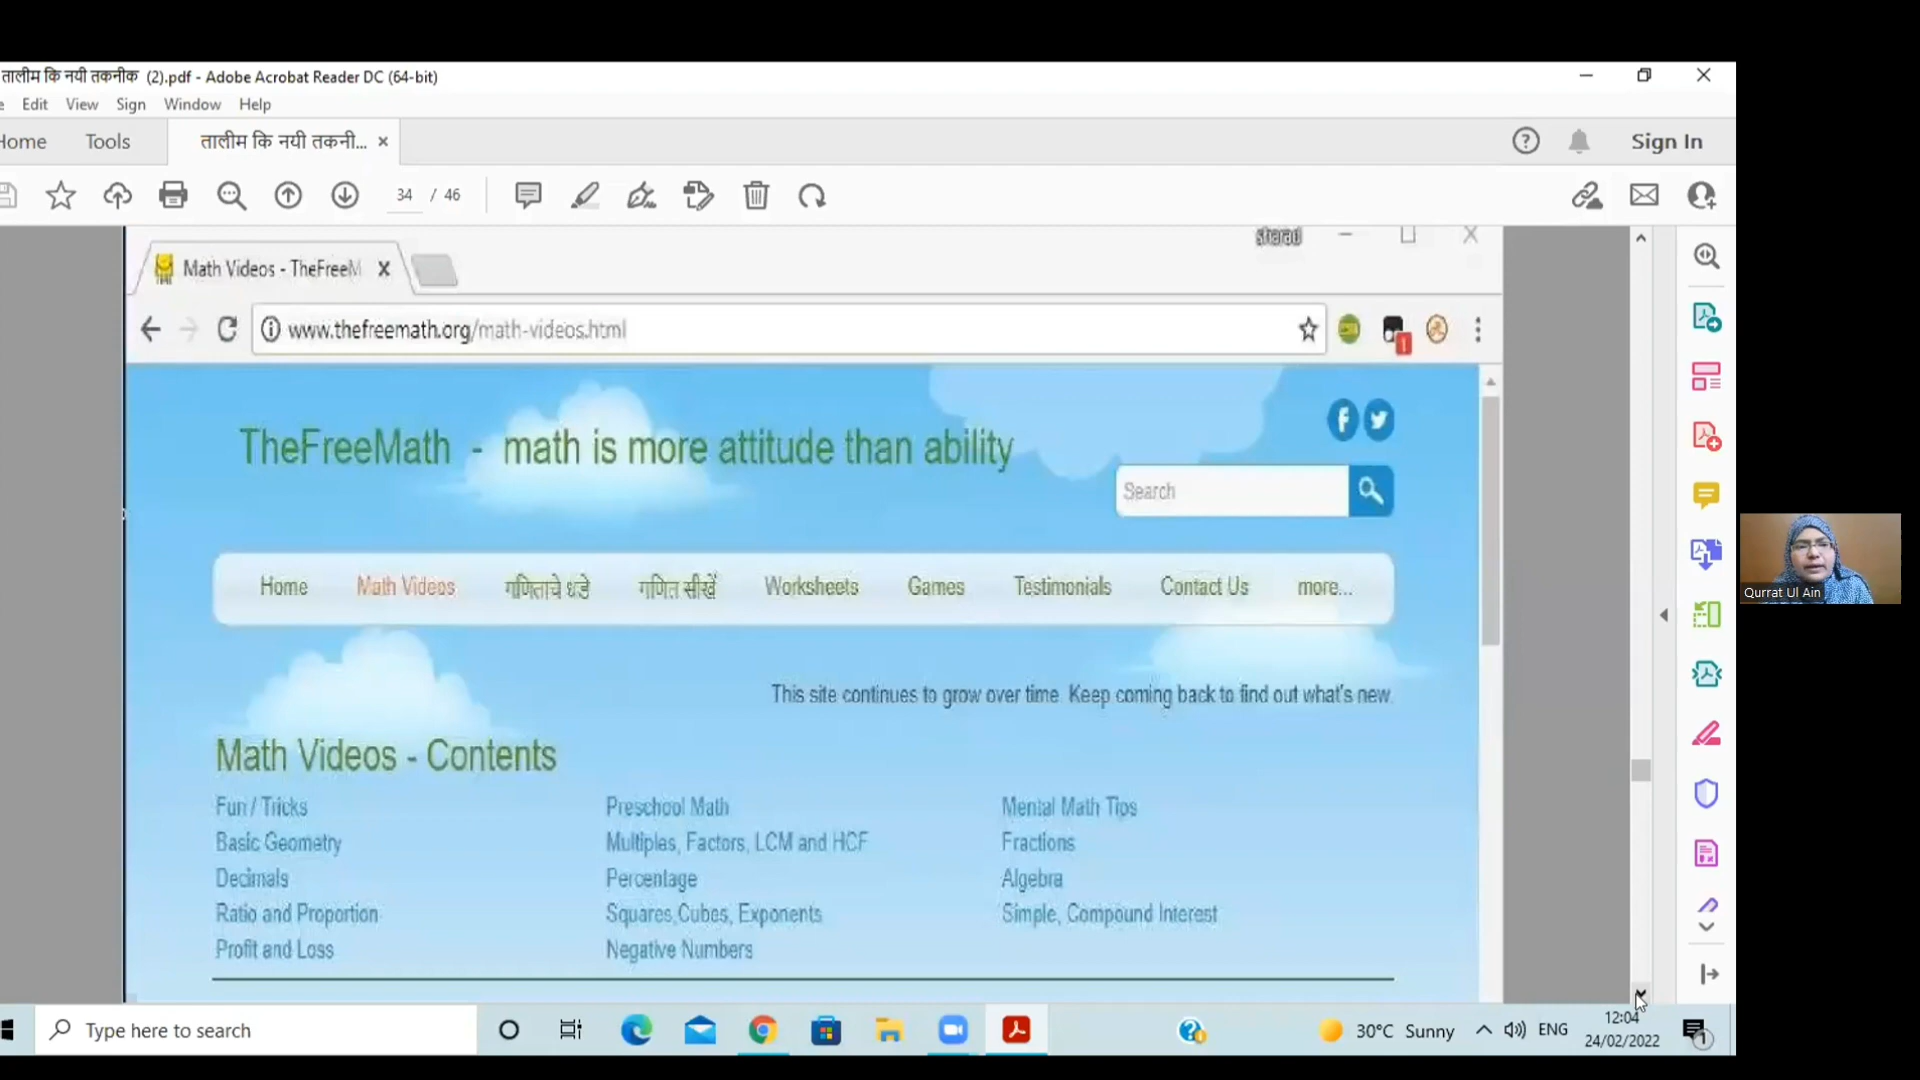 तालीम कि नयी तकनीक (2).pdf - Adobe Acrobat Reader DC (64-bit)
Edit View Sign Window Help
Home Tools तालीम कि नयी तकनी... Sign In
34 / 46
sharad
Math Videos - TheFreeM
www.thefreemath.org/math-videos.html
TheFreeMath - math is more attitude than ability
Search
Home Math Videos गणिताचे धडे गणित सीखें Worksheets Games Testimonials Contact Us more...
This site continues to grow over time. Keep coming back to find out what's new.
Math Videos - Contents
Fun / Tricks Preschool Math Mental Math Tips
Basic Geometry Multiples, Factors, LCM and HCF Fractions
Decimals Percentage Algebra
Ratio and Proportion Squares,Cubes, Exponents Simple, Compound Interest
Profit and Loss Negative Numbers
Qurrat Ul Ain
Type here to search
30°C Sunny ENG
12:04
24/02/2022
1